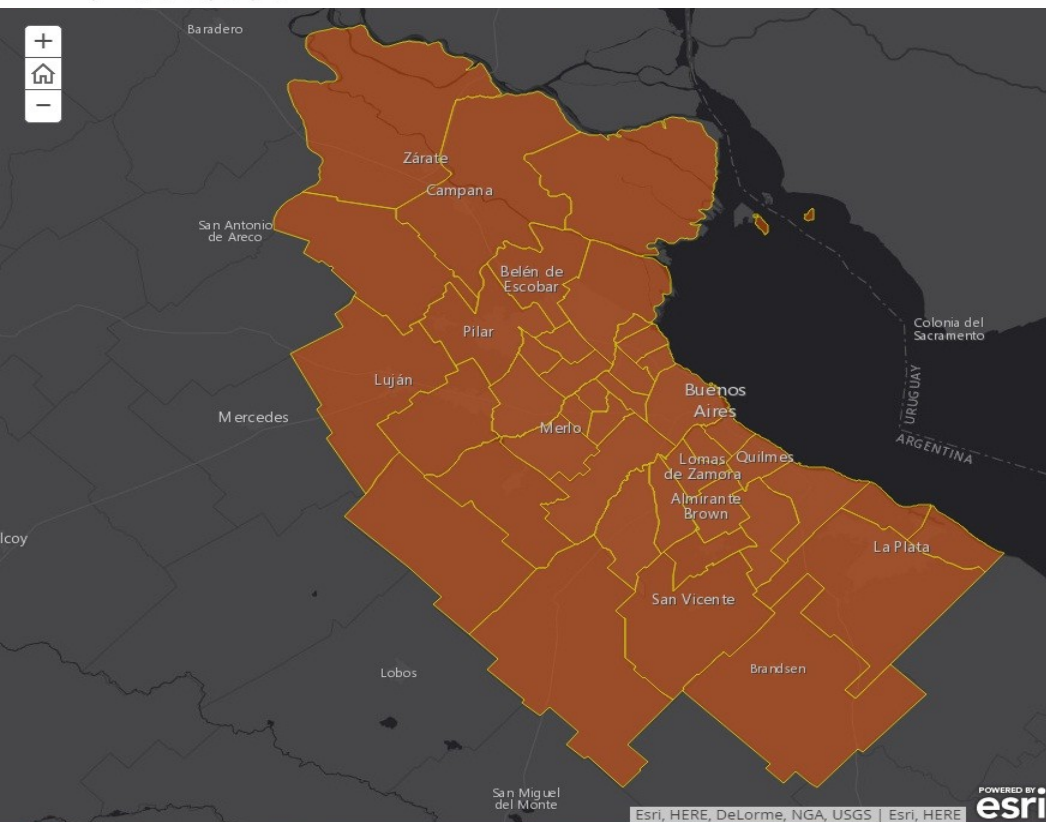 Baradero
+
−
Zárate
Campana
San Antonio
de Areco
Belén de
Escobar
Colonia del
Sacramento
Pilar
Luján
URUGUAY
Buenos
Aires
Mercedes
Merlo
ARGENTINA
Lomas
de Zamora
Quilmes
Almirante
Brown
lcoy
La Plata
San Vicente
Lobos
Brandsen
San Miguel
del Monte
POWERED BY
esri
Esri, HERE, DeLorme, NGA, USGS | Esri, HERE